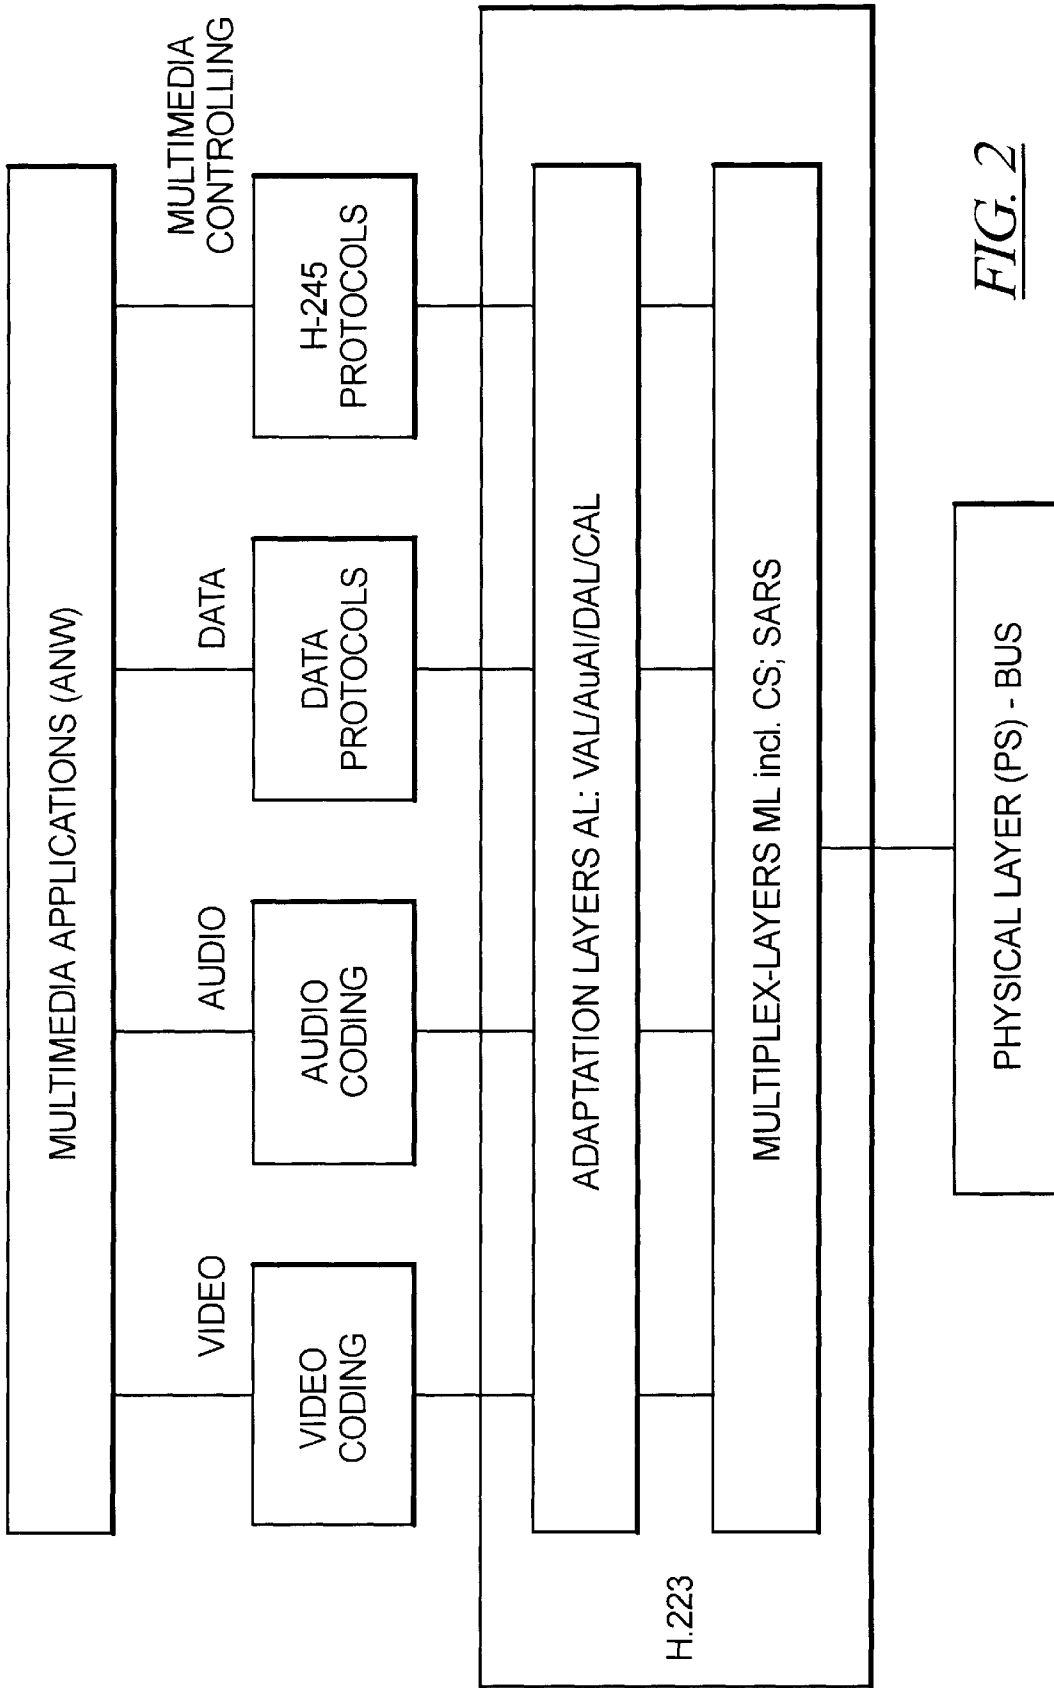 MULTIMEDIA APPLICATIONS (ANW)
VIDEO
AUDIO
DATA
MULTIMEDIA
CONTROLLING
VIDEO
CODING
AUDIO
CODING
DATA
PROTOCOLS
H-245
PROTOCOLS
H.223
ADAPTATION LAYERS AL: VAL/AuAl/DAL/CAL
MULTIPLEX-LAYERS ML incl. CS; SARS
PHYSICAL LAYER (PS) - BUS
FIG. 2